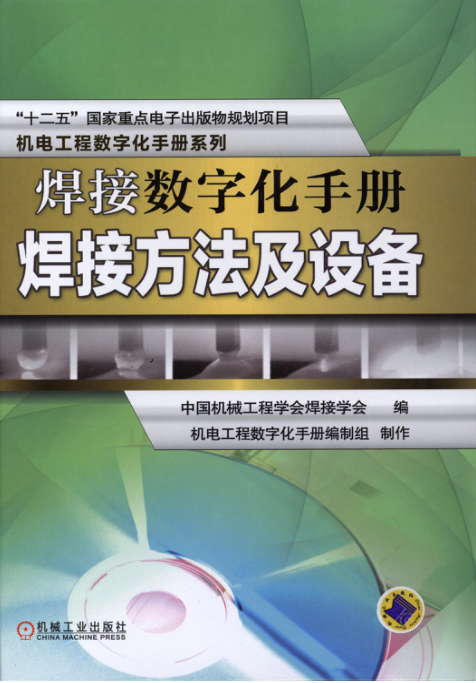 “十二五”国家重点电子出版物规划项目
机电工程数字化手册系列
焊接数字化手册
焊接方法及设备
中国机械工程学会焊接学会 编
机电工程数字化手册编制组 制作
机械工业出版社
CHINA MACHINE PRESS